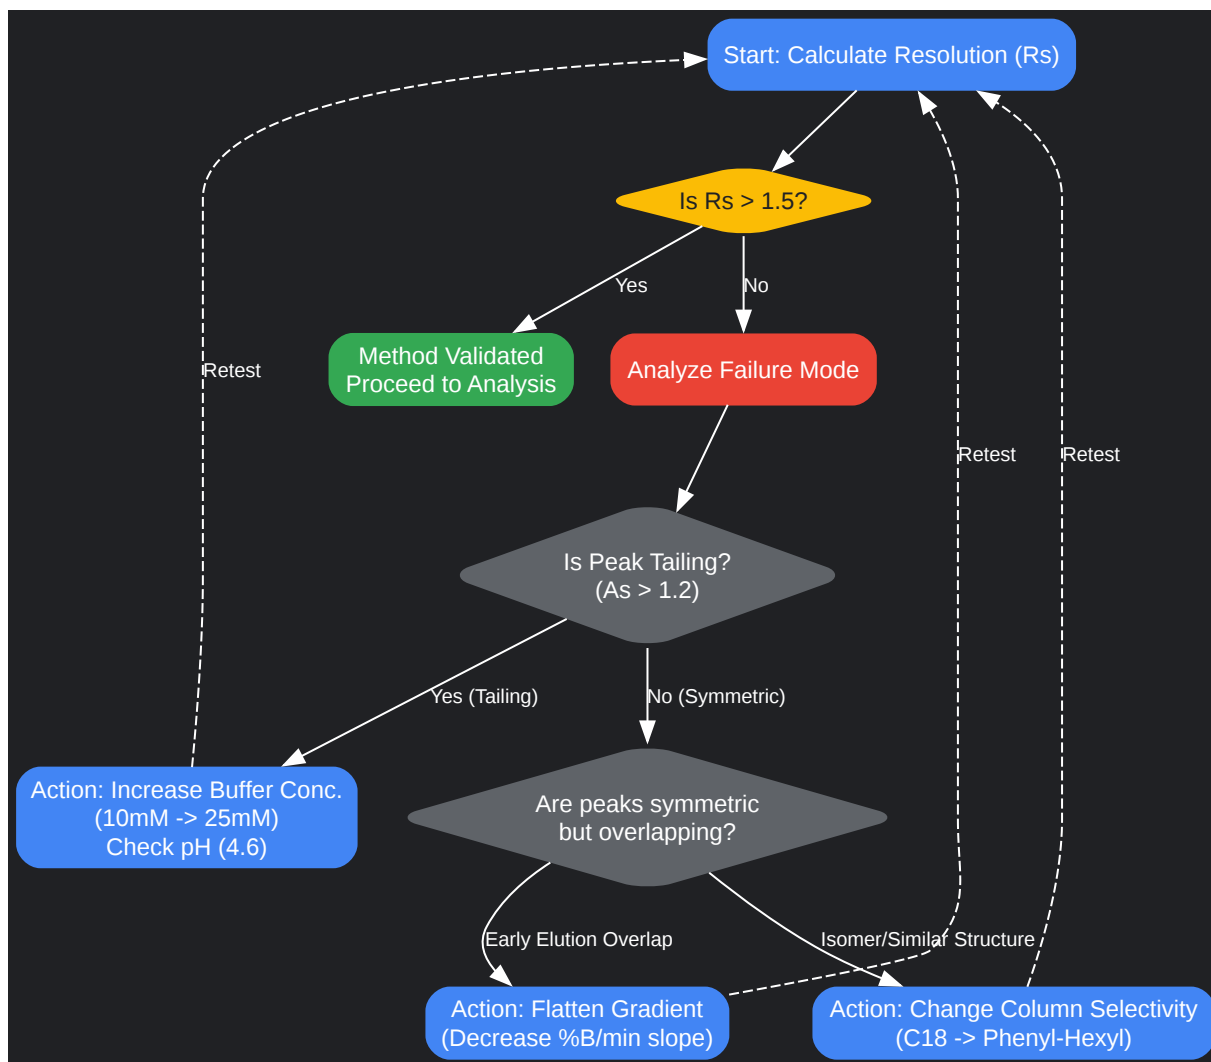 Start: Calculate Resolution (Rs)
Is Rs > 1.5?
Yes
No
Method Validated
Proceed to Analysis
Analyze Failure Mode
Retest
Retest
Retest
Is Peak Tailing?
(As > 1.2)
Yes (Tailing)
No (Symmetric)
Action: Increase Buffer Conc.
(10mM -> 25mM)
Check pH (4.6)
Are peaks symmetric
but overlapping?
Early Elution Overlap
Isomer/Similar Structure
Action: Flatten Gradient
(Decrease %B/min slope)
Action: Change Column Selectivity
(C18 -> Phenyl-Hexyl)